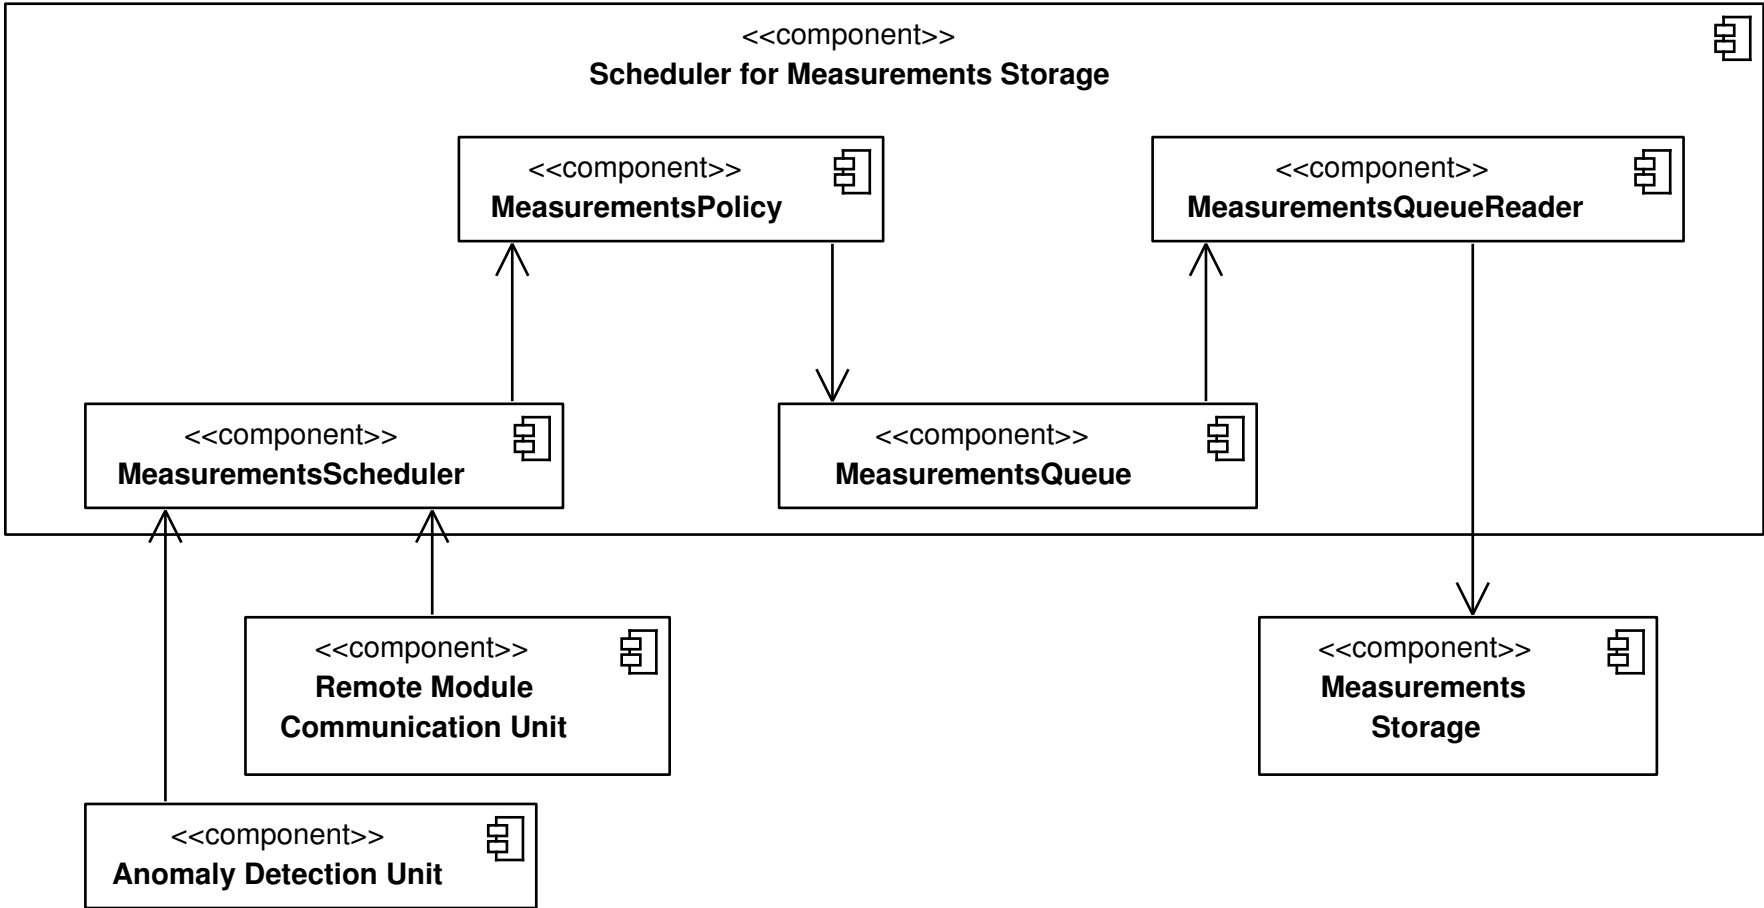 <<component>>
Scheduler for Measurements Storage
<<component>>
MeasurementsPolicy
<<component>>
MeasurementsQueueReader
<<component>>
MeasurementsScheduler
<<component>>
MeasurementsQueue
<<component>>
Remote Module
Communication Unit
<<component>>
Measurements
Storage
<<component>>
Anomaly Detection Unit